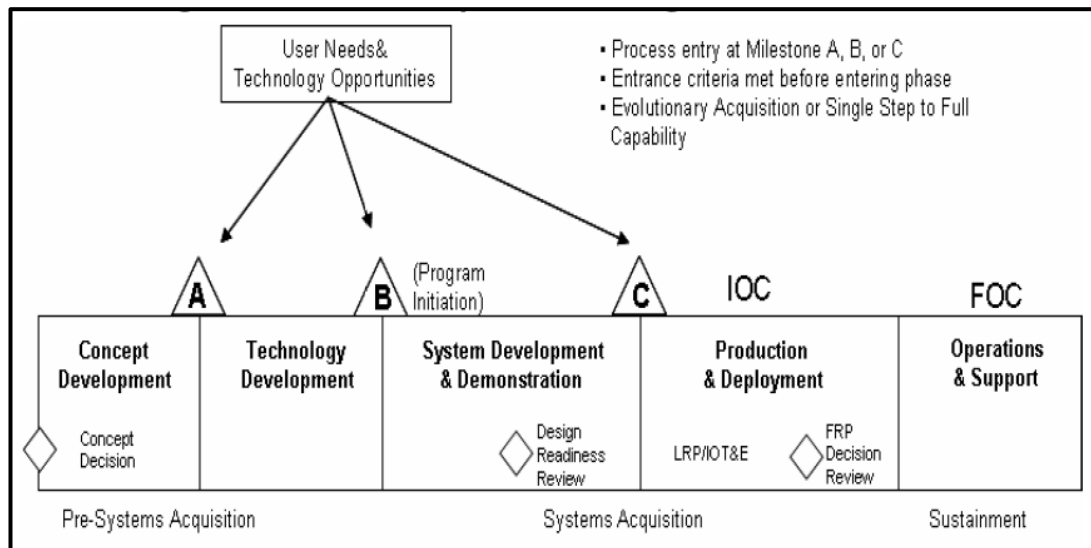 User Needs&
Technology Opportunities
▪ Process entry at Milestone A, B, or C
▪ Entrance criteria met before entering phase
▪ Evolutionary Acquisition or Single Step to Full
Capability
A
B
(Program
Initiation)
C
IOC
FOC
Concept
Development
Technology
Development
System Development
& Demonstration
Production
& Deployment
Operations
& Support
Concept
Decision
Design
Readiness
Review
LRP/IOT&E
FRP
Decision
Review
Pre-Systems Acquisition
Systems Acquisition
Sustainment